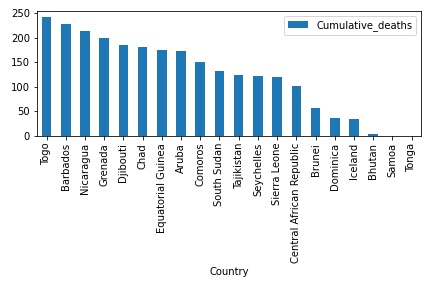 250
200
150
100
50
0
Cumulative_deaths
Togo
Barbados
Nicaragua
Grenada
Djibouti
Chad
Equatorial Guinea
Aruba
Comoros
South Sudan
Tajikistan
Seychelles
Sierra Leone
Central African Republic
Brunei
Dominica
Iceland
Bhutan
Samoa
Tonga
Country